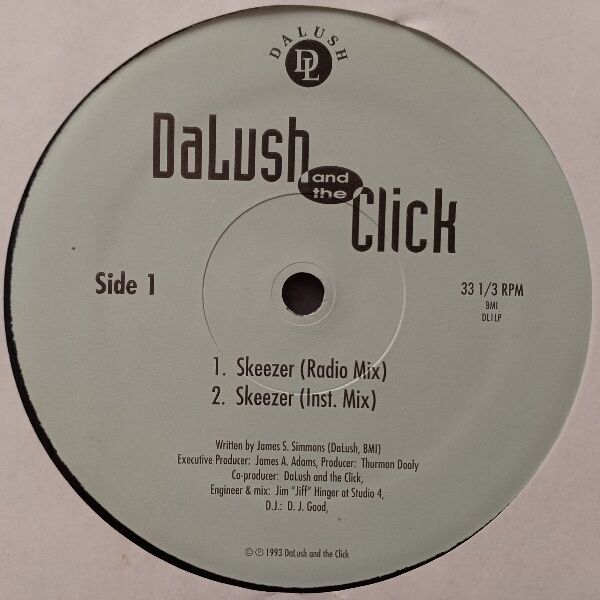 DALUSH
DL
DaLush
and
the
Click
Side 1
33 1/3 RPM
BMI
DL1LP
1. Skeezer (Radio Mix)
2. Skeezer (Inst. Mix)
Written by James S. Simmons (DaLush, BMI)
Executive Producer: James A. Adams, Producer: Thurman Dooly
Co-producer: DaLush and the Click,
Engineer & mix: Jim "Jiff" Hinger at Studio 4,
D.J.: D. J. Good,
© ℗ 1993 DaLush and the Click